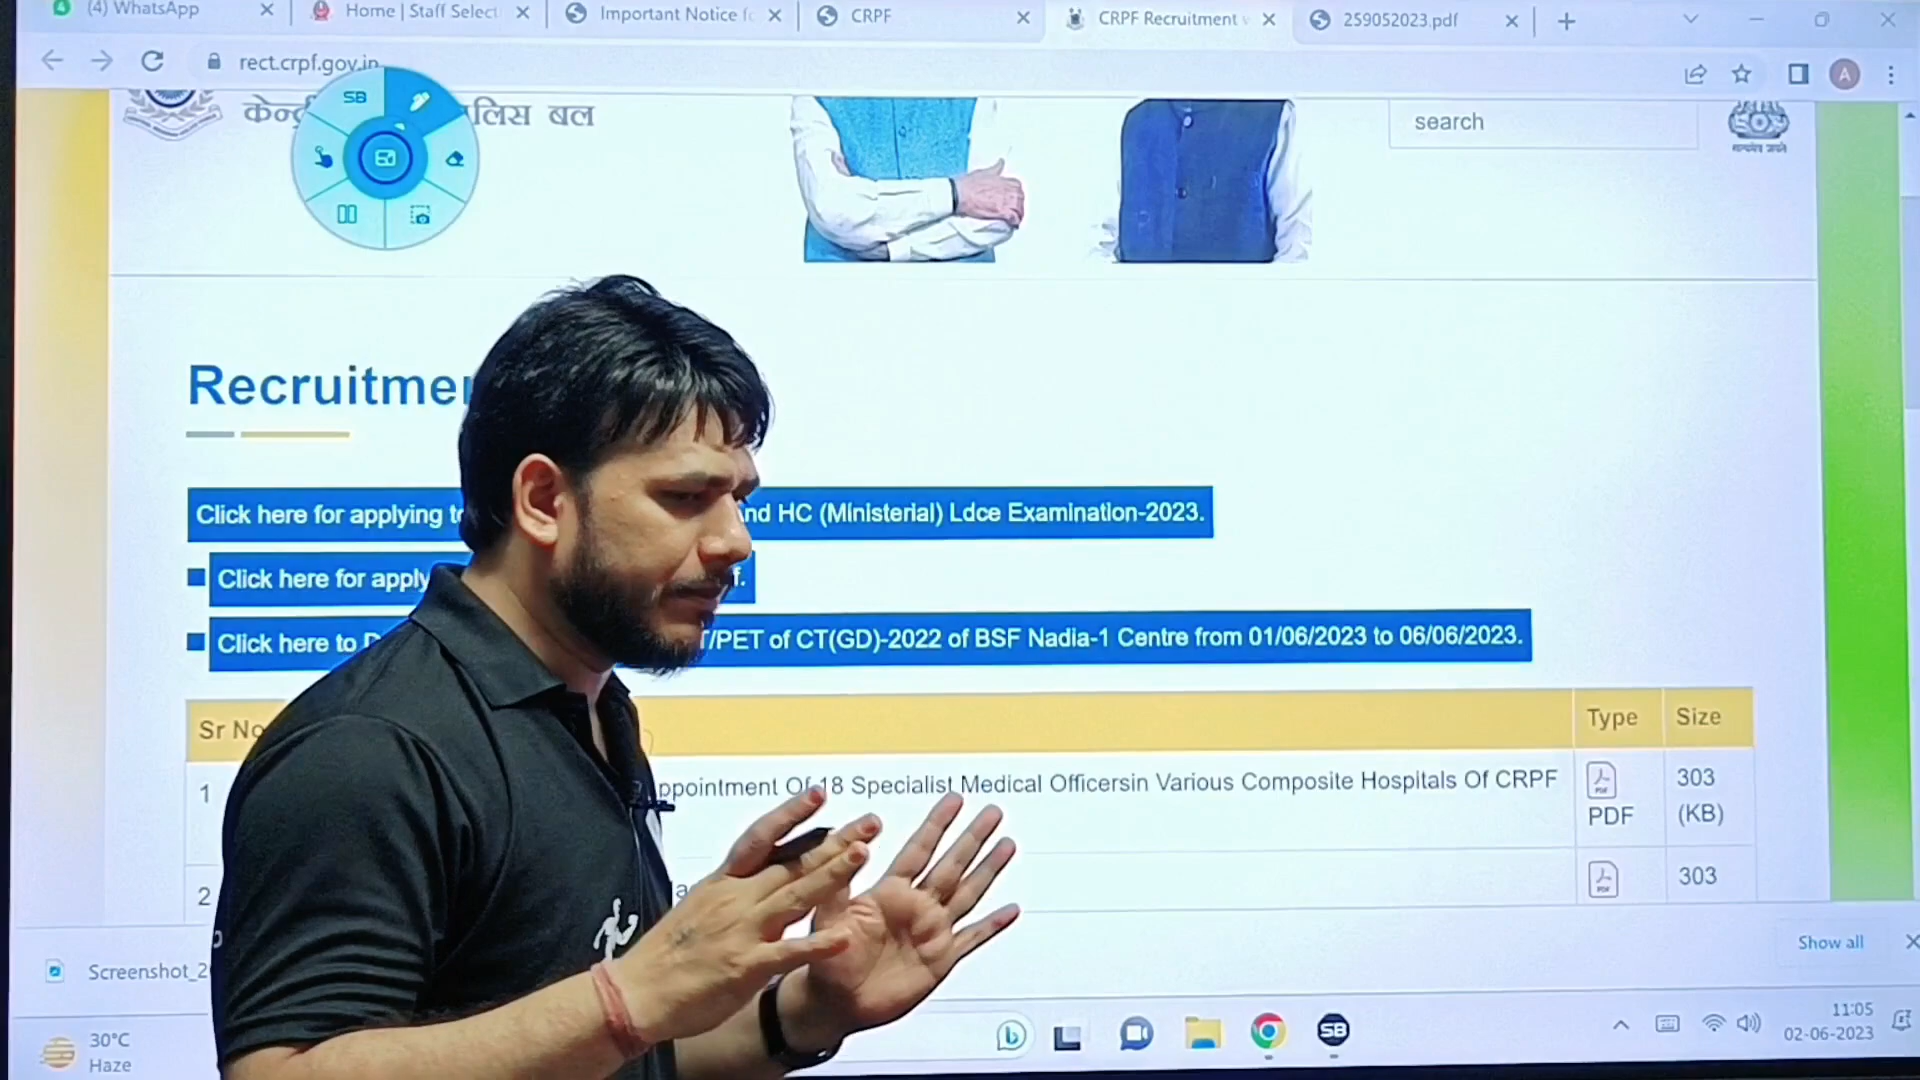 (4) WhatsApp
Home | Staff Select
Important Notice fo
CRPF
CRPF Recruitment
259052023.pdf
rect.crpf.gov.in
A
SB
लिस बल
search
सत्यमेव जयते
Click here for applying
nd HC (Ministerial) Ldce Examination-2023.
Click here for
f.
Click here to
/PET of CT(GD)-2022 of BSF Nadia-1 Centre from 01/06/2023 to 06/06/2023.
Sr No
Type
Size
1
ppointment Of 18 Specialist Medical Officersin Various Composite Hospitals Of CRPF
PDF
303
(KB)
2
303
Show all
Screenshot_2
30°C
Haze
SB
11:05
02-06-2023